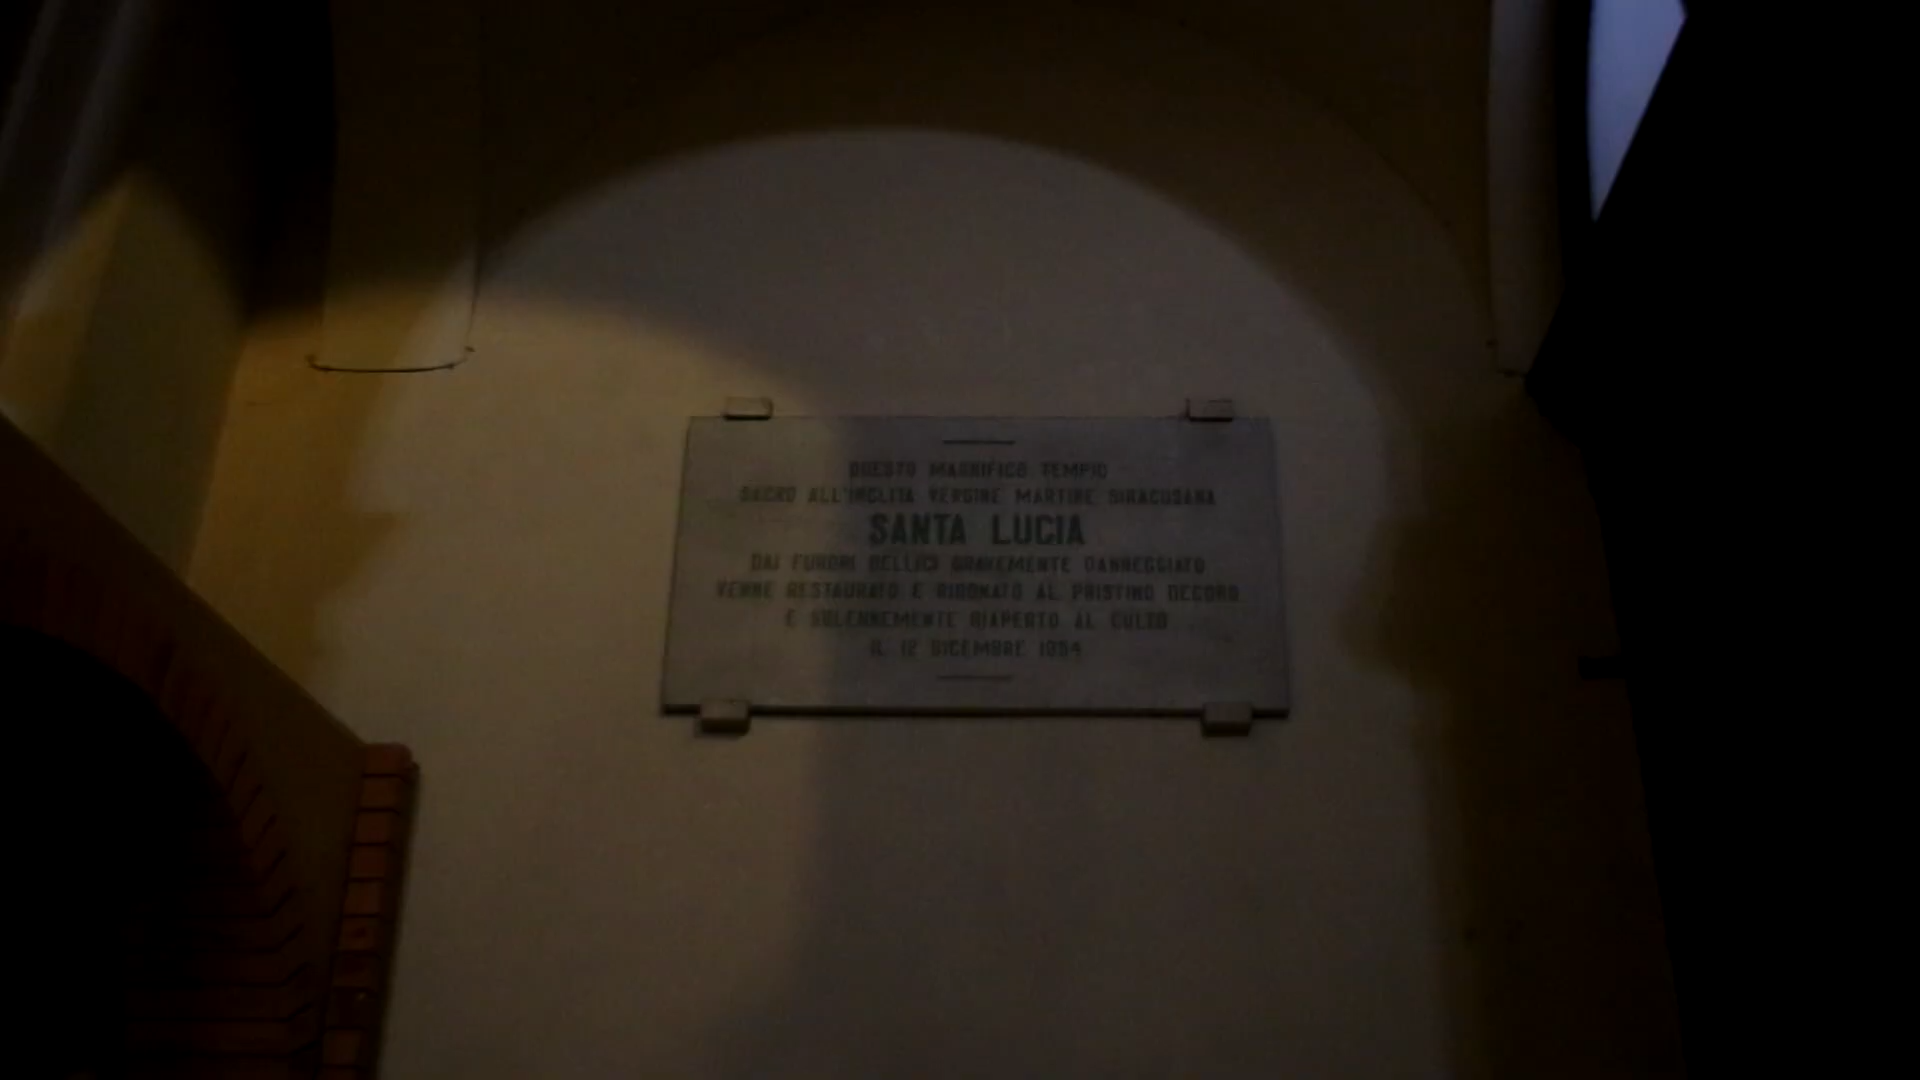 QUESTO MAGNIFICO TEMPIO
SACRO ALL'INCLITA VERGINE MARTIRE SIRACUSANA
SANTA LUCIA
DAI FURORI BELLICI GRAVEMENTE DANNEGGIATO
VENNE RESTAURATO E RIDONATO AL PRISTINO DECORO
E SOLENNEMENTE RIAPERTO AL CULTO
IL 12 DICEMBRE 1954